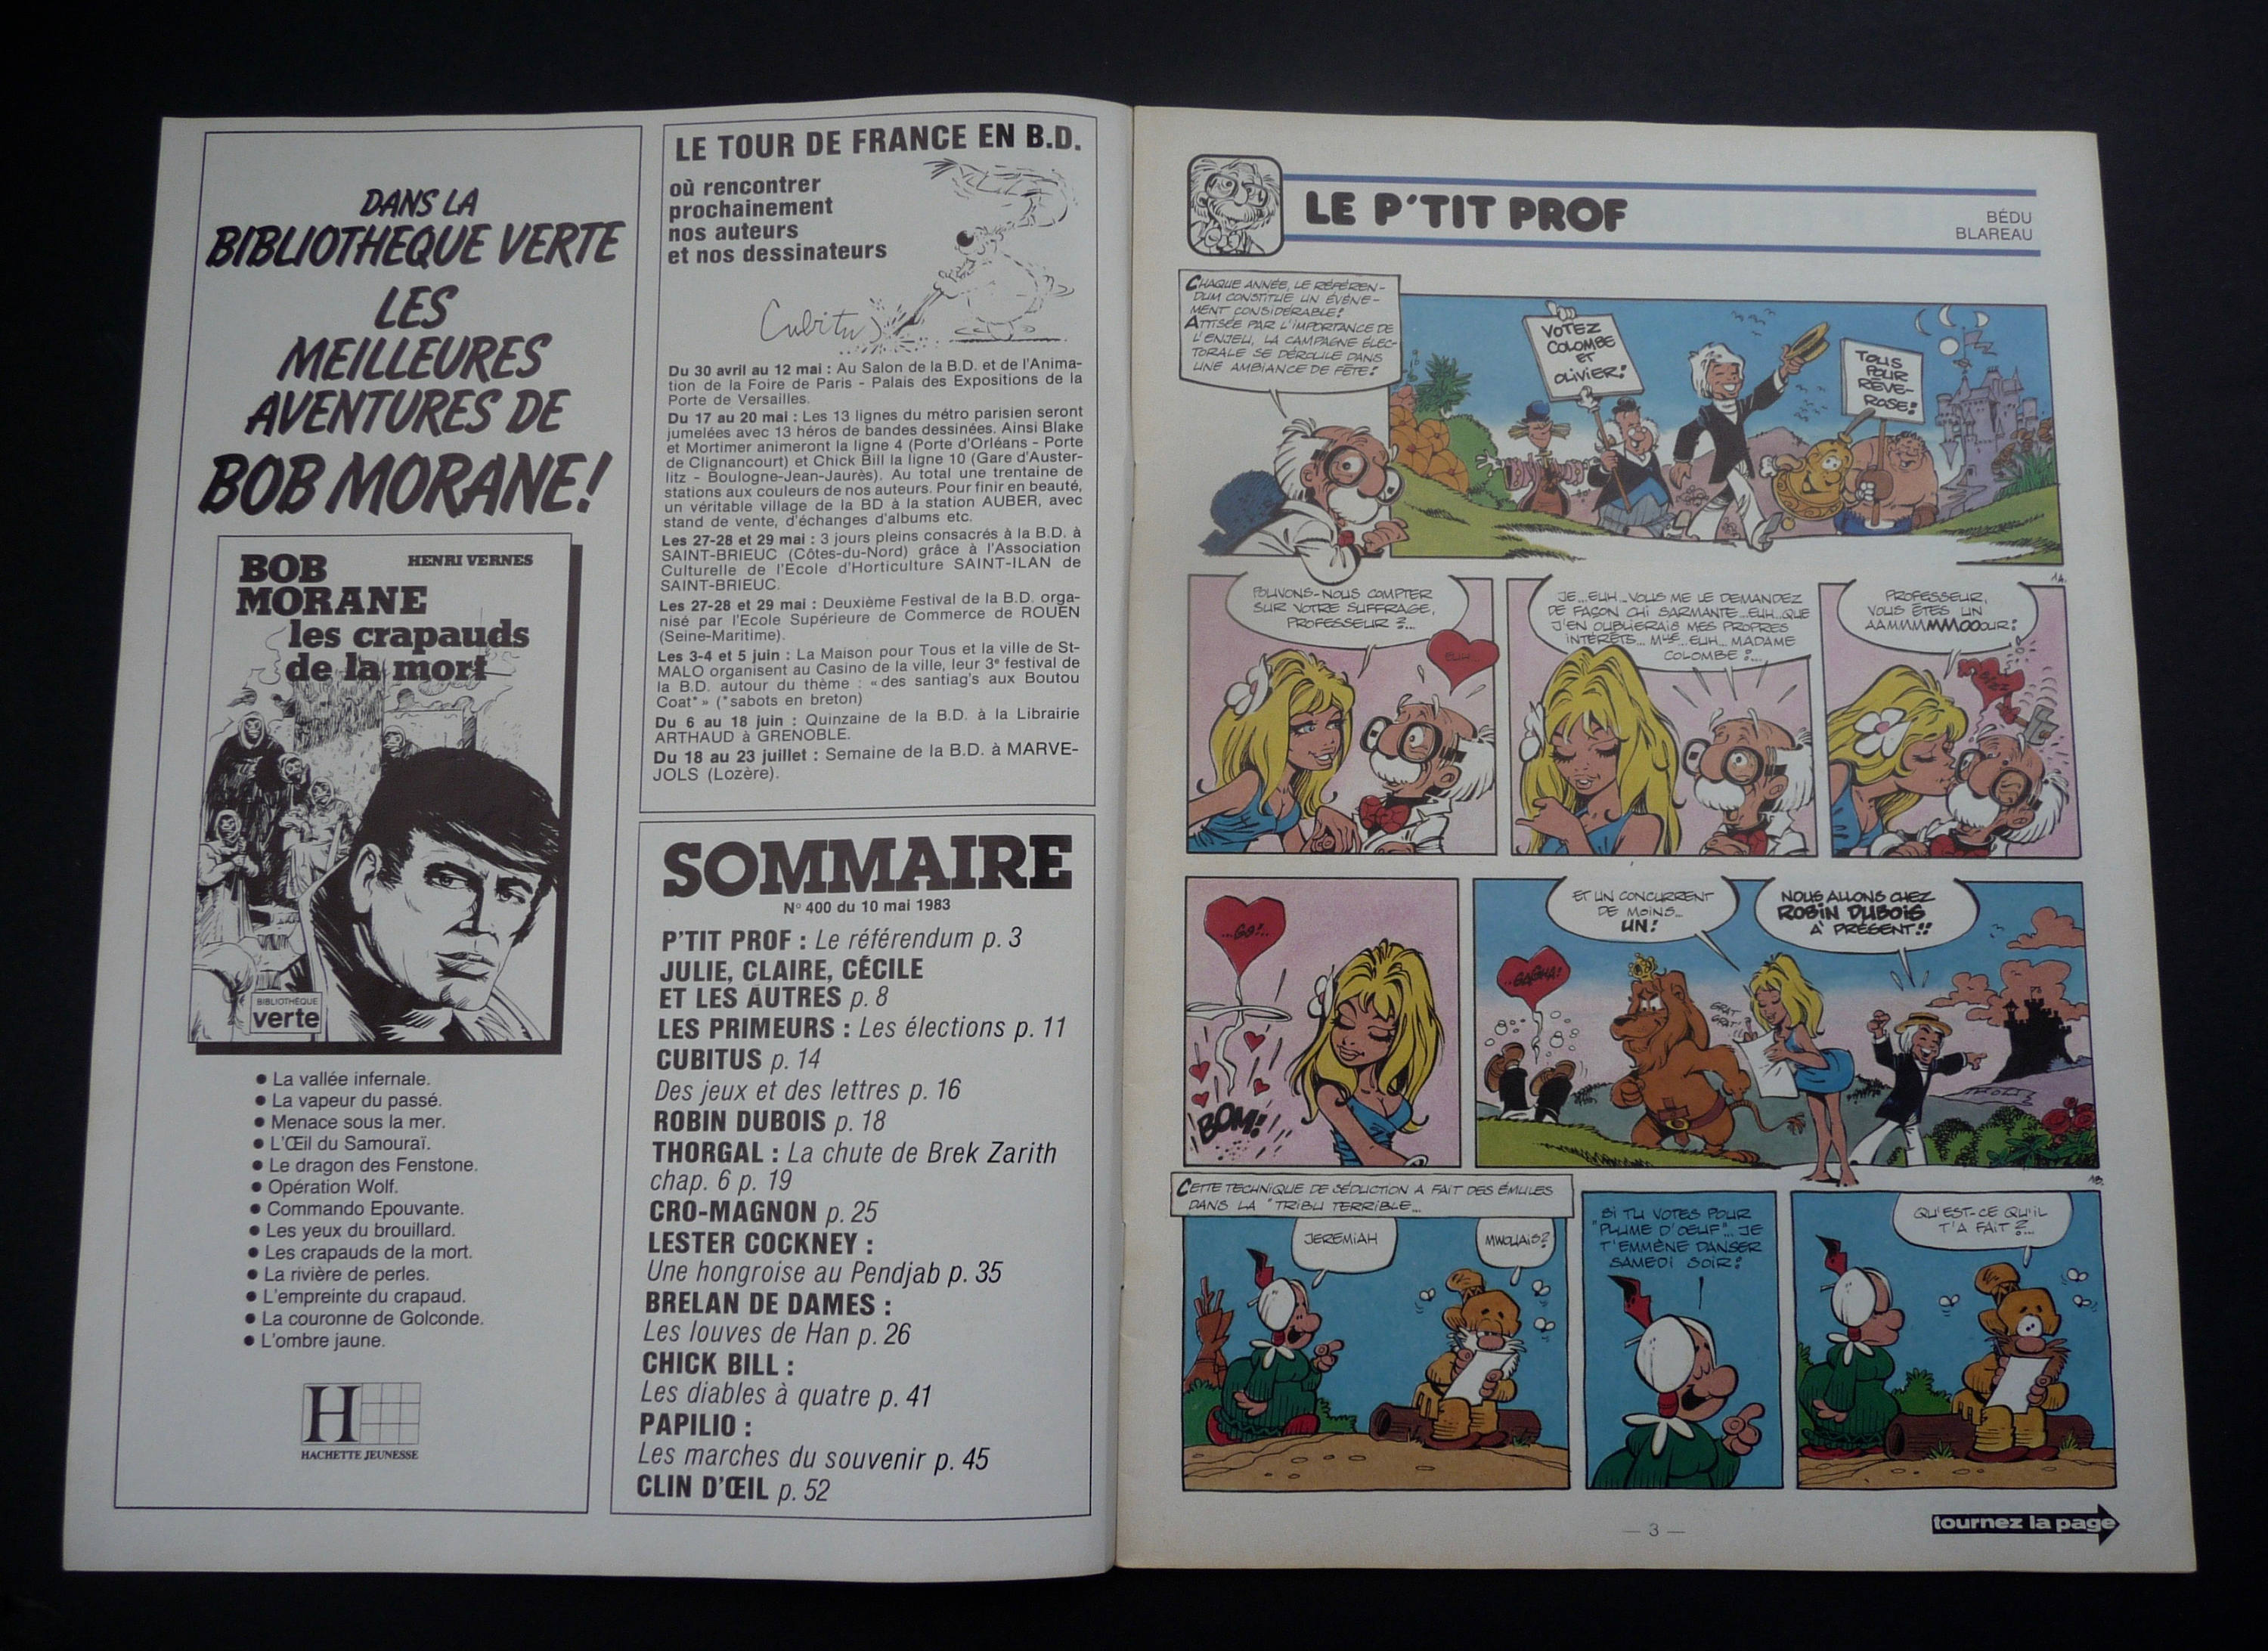 DANS LA
BIBLIOTHEQUE VERTE
LES
MEILLEURES
AVENTURES DE
BOB MORANE!
BOB
MORANE
HENRI VERNES
les crapauds
de la mort
BIBLIOTHÈQUE
verte
● La vallée infernale.
● La vapeur du passé.
● Menace sous la mer.
● L'Œil du Samouraï.
● Le dragon des Fenstone.
● Opération Wolf.
● Commando Epouvante.
● Les yeux du brouillard.
● Les crapauds de la mort.
● La rivière de perles.
● L'empreinte du crapaud.
● La couronne de Golconde.
● L'ombre jaune.
H
HACHETTE JEUNESSE
LE TOUR DE FRANCE EN B.D.
où rencontrer
prochainement
nos auteurs
et nos dessinateurs
Cubitus
Du 30 avril au 12 mai : Au Salon de la B.D. et de l'Anima-
tion de la Foire de Paris - Palais des Expositions de la
Porte de Versailles.
Du 17 au 20 mai : Les 13 lignes du métro parisien seront
jumelées avec 13 héros de bandes dessinées. Ainsi Blake
et Mortimer animeront la ligne 4 (Porte d'Orléans - Porte
de Clignancourt) et Chick Bill la ligne 10 (Gare d'Auster-
litz - Boulogne-Jean-Jaurès). Au total une trentaine de
stations aux couleurs de nos auteurs. Pour finir en beauté,
un véritable village de la BD à la station AUBER, avec
stand de vente, d'échanges d'albums etc.
Les 27-28 et 29 mai : 3 jours pleins consacrés à la B.D. à
SAINT-BRIEUC (Côtes-du-Nord) grâce à l'Association
Culturelle de l'Ecole d'Horticulture SAINT-ILAN de
SAINT-BRIEUC.
Les 27-28 et 29 mai : Deuxième Festival de la B.D. orga-
nisé par l'Ecole Supérieure de Commerce de ROUEN
(Seine-Maritime).
Les 3-4 et 5 juin : La Maison pour Tous et la ville de St-
MALO organisent au Casino de la ville, leur 3e festival de
la B.D. autour du thème : « des santiag's aux Boutou
Coat* » (*sabots en breton)
Du 6 au 18 juin : Quinzaine de la B.D. à la Librairie
ARTHAUD à GRENOBLE.
Du 18 au 23 juillet : Semaine de la B.D. à MARVE-
JOLS (Lozère).
SOMMAIRE
N° 400 du 10 mai 1983
P'TIT PROF : Le référendum p. 3
JULIE, CLAIRE, CÉCILE
ET LES AUTRES p. 8
LES PRIMEURS : Les élections p. 11
CUBITUS p. 14
Des jeux et des lettres p. 16
ROBIN DUBOIS p. 18
THORGAL : La chute de Brek Zarith
chap. 6 p. 19
CRO-MAGNON p. 25
LESTER COCKNEY :
Une hongroise au Pendjab p. 35
BRELAN DE DAMES :
Les louves de Han p. 26
CHICK BILL :
Les diables à quatre p. 41
PAPILIO :
Les marches du souvenir p. 45
CLIN D'ŒIL p. 52
LE P'TIT PROF
BÉDU
BLAREAU
CHAQUE ANNÉE, LE RÉFÉREN-
DUM CONSTITUE UN ÉVÉNE-
MENT CONSIDÉRABLE!
ATTISÉE PAR L'IMPORTANCE DE
L'ENJEU, LA CAMPAGNE ÉLEC-
TORALE SE DÉROULE DANS
UNE AMBIANCE DE FÊTE!
VOTEZ
COLOMBE
ET
OLIVIER!
TOUS
POUR
RÊVE-
ROSE!
1A.
POUVONS-NOUS COMPTER
SUR VOTRE SUFFRAGE,
PROFESSEUR ?...
EUH...
JE...EUH...VOUS ME LE DEMANDEZ
DE FAÇON CHI SARMANTE...EUH...QUE
J'EN OUBLIERAIS MES PROPRES
INTÉRÊTS... MLLE...EUH... MADAME
COLOMBE !...
PROFESSEUR,
VOUS ÊTES UN
AAMMMMMOOOUR!
BIZZ
...GO!..
BOM!
...GAGHA!
ET UN CONCURRENT
DE MOINS...
UN!
GRAT
GRAT!
NOUS ALLONS CHEZ
ROBIN DUBOIS
À PRÉSENT!!
1B.
CETTE TECHNIQUE DE SÉDUCTION A FAIT DES ÉMULES
DANS LA "TRIBU TERRIBLE...
JEREMIAH
MWOUAIS?
SI TU VOTES POUR
"PLUME D'OEUF"...JE
T'EMMÈNE DANSER
SAMEDI SOIR!
QU'EST-CE QU'IL
T'A FAIT ?...
— 3 —
tournez la page